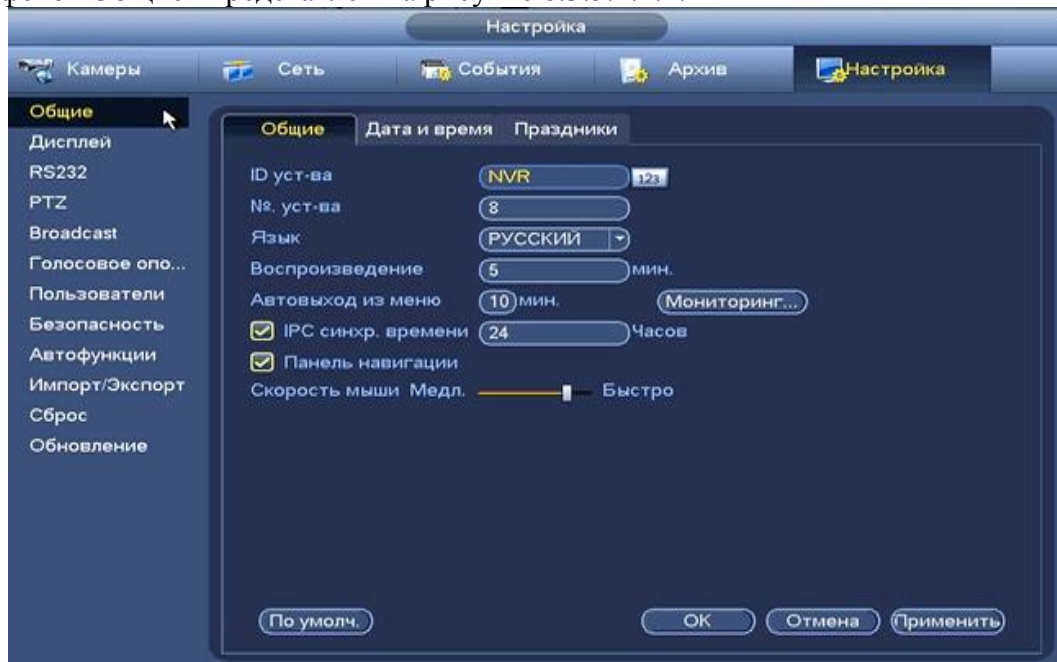 Настройка
Камеры Сеть События Архив Настройка
Общие
Дисплей
RS232
PTZ
Broadcast
Голосовое опо...
Пользователи
Безопасность
Автофункции
Импорт/Экспорт
Сброс
Обновление
Общие Дата и время Праздники
ID уст-ва NVR 123
№. уст-ва 8
Язык РУССКИЙ
Воспроизведение 5 мин.
Автовыход из меню 10 мин. Мониторинг...
IPC синхр. времени 24 Часов
Панель навигации
Скорость мыши Медл. Быстро
По умолч. OK Отмена Применить